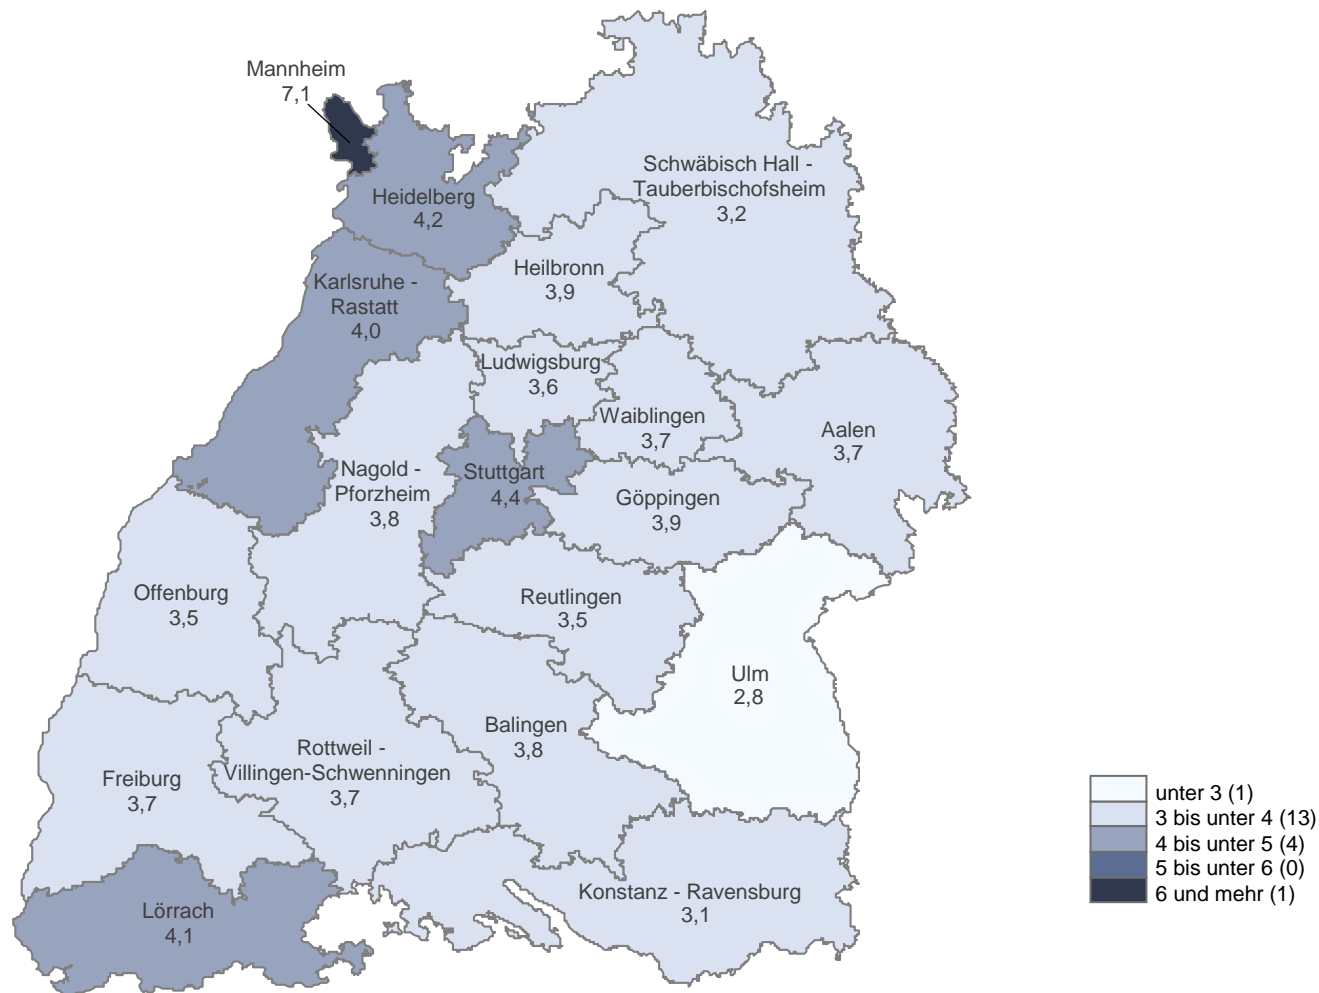 Mannheim
7,1
Schwäbisch Hall -
Tauberbischofsheim
3,2
Heidelberg
4,2
Heilbronn
3,9
Karlsruhe -
Rastatt
4,0
Ludwigsburg
3,6
Waiblingen
3,7
Aalen
3,7
Nagold -
Pforzheim
3,8
Stuttgart
4,4
Göppingen
3,9
Offenburg
3,5
Reutlingen
3,5
Ulm
2,8
Balingen
3,8
Rottweil -
Villingen-Schwenningen
3,7
Freiburg
3,7
Konstanz - Ravensburg
3,1
Lörrach
4,1
unter 3 (1)
3 bis unter 4 (13)
4 bis unter 5 (4)
5 bis unter 6 (0)
6 und mehr (1)